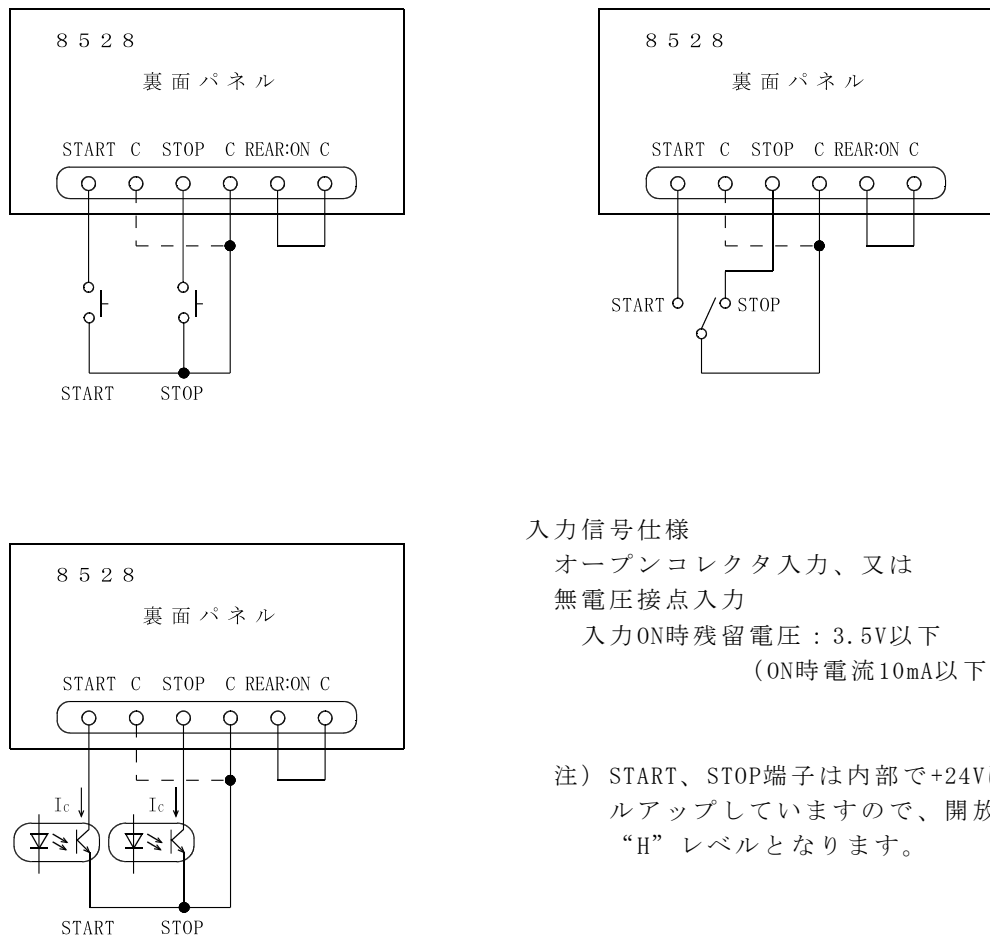 ８５２８
裏面パネル
START C STOP C REAR:ON C
START STOP
８５２８
裏面パネル
START C STOP C REAR:ON C
START STOP
８５２８
裏面パネル
START C STOP C REAR:ON C
Ic Ic
START STOP
入力信号仕様
オープンコレクタ入力、又は
無電圧接点入力
入力ON時残留電圧：3.5V以下
（ON時電流10mA以下
注）START、STOP端子は内部で+24V
ルアップしていますので、開放
“H”レベルとなります。